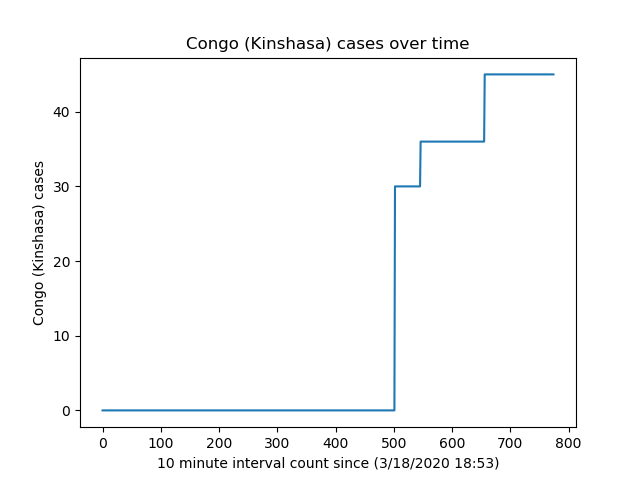 Congo (Kinshasa) cases over time
Congo (Kinshasa) cases
40
30
20
10
0
0 100 200 300 400 500 600 700 800
10 minute interval count since (3/18/2020 18:53)